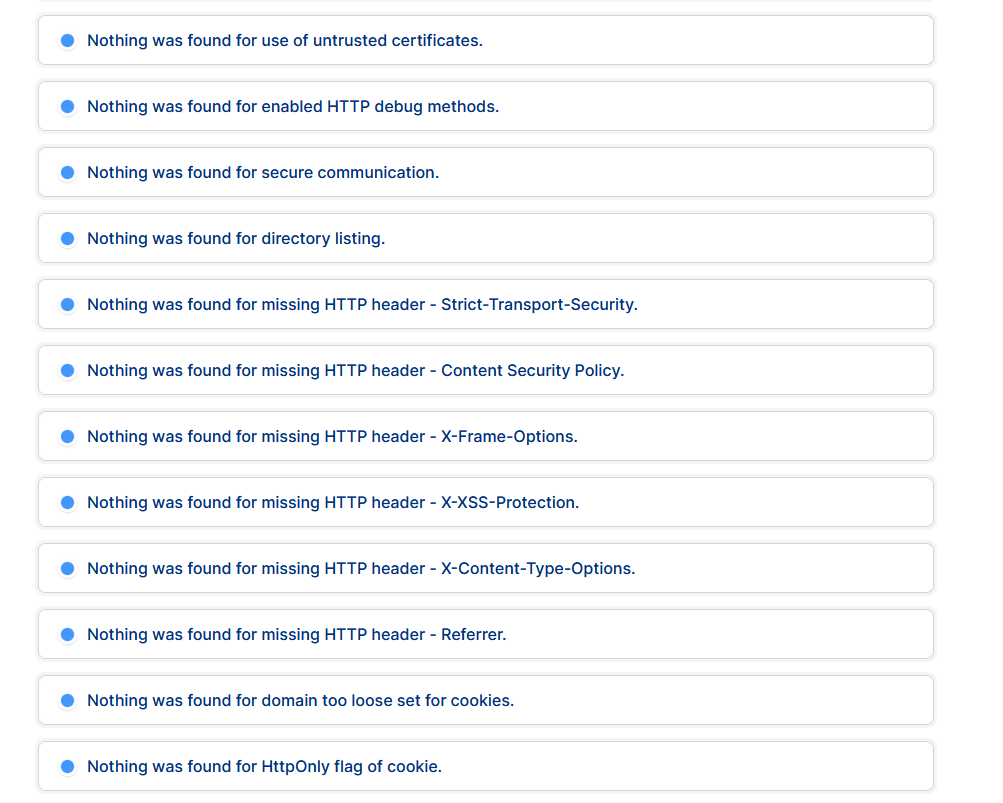 Nothing was found for use of untrusted certificates.
Nothing was found for enabled HTTP debug methods.
Nothing was found for secure communication.
Nothing was found for directory listing.
Nothing was found for missing HTTP header - Strict-Transport-Security.
Nothing was found for missing HTTP header - Content Security Policy.
Nothing was found for missing HTTP header - X-Frame-Options.
Nothing was found for missing HTTP header - X-XSS-Protection.
Nothing was found for missing HTTP header - X-Content-Type-Options.
Nothing was found for missing HTTP header - Referrer.
Nothing was found for domain too loose set for cookies.
Nothing was found for HttpOnly flag of cookie.